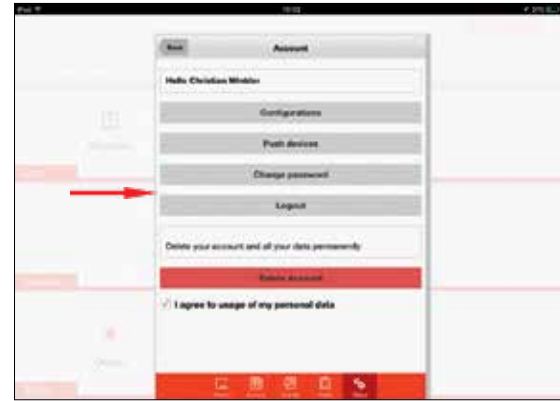 iPad
Back
Account
Hello Christian Winkler
Configurations
Push devices
Change password
Logout
Delete your account and all your data permanently
Delete account
I agree to usage of my personal data